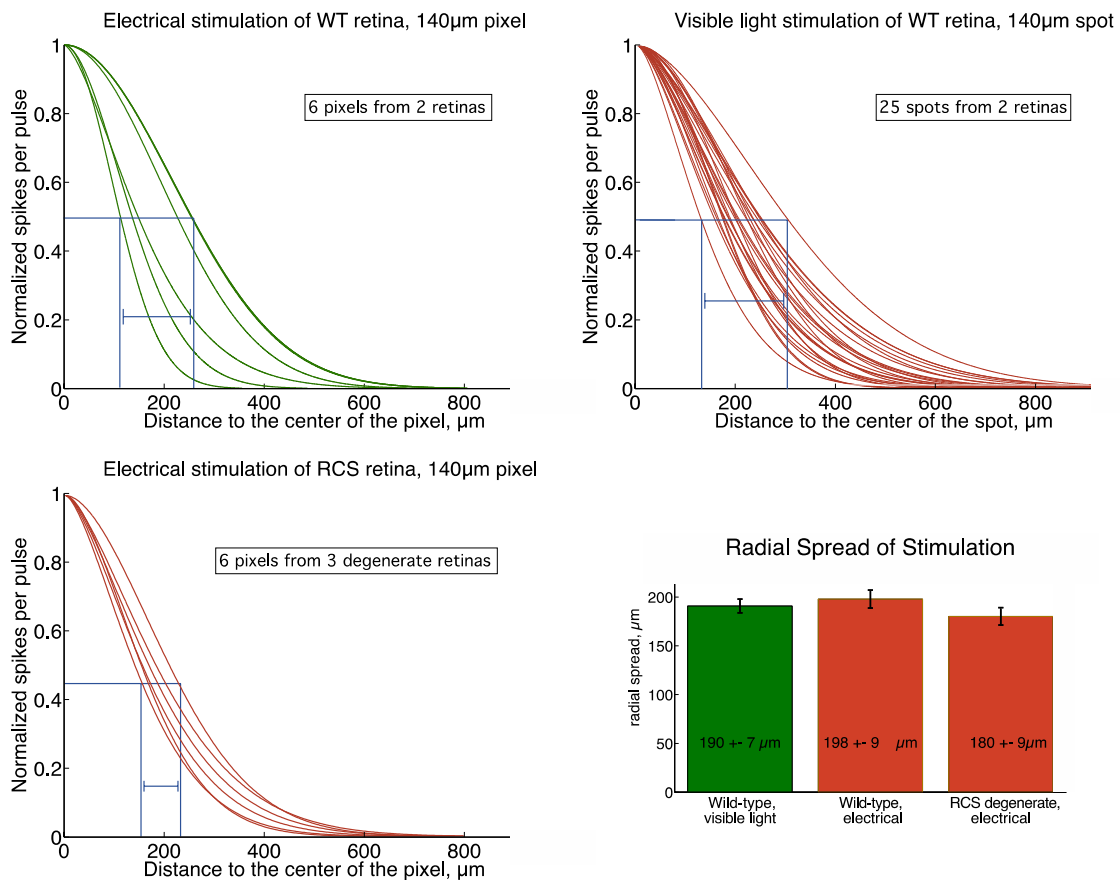 Electrical stimulation of WT retina, 140µm pixel
1
0.8
0.6
0.4
0.2
0
0
200
400
600
800
Normalized spikes per pulse
6 pixels from 2 retinas
Distance to the center of the pixel, µm
Visible light stimulation of WT retina, 140µm spot
1
0.8
0.6
0.4
0.2
0
0
200
400
600
800
Normalized spikes per pulse
25 spots from 2 retinas
Distance to the center of the spot, µm
Electrical stimulation of RCS retina, 140µm pixel
1
0.8
0.6
0.4
0.2
0
0
200
400
600
800
Normalized spikes per pulse
6 pixels from 3 degenerate retinas
Distance to the center of the pixel, µm
Radial Spread of Stimulation
200
150
100
50
0
radial spread, µm
190 +- 7 µm
198 +- 9 µm
180 +- 9µm
Wild-type,
visible light
Wild-type,
electrical
RCS degenerate,
electrical